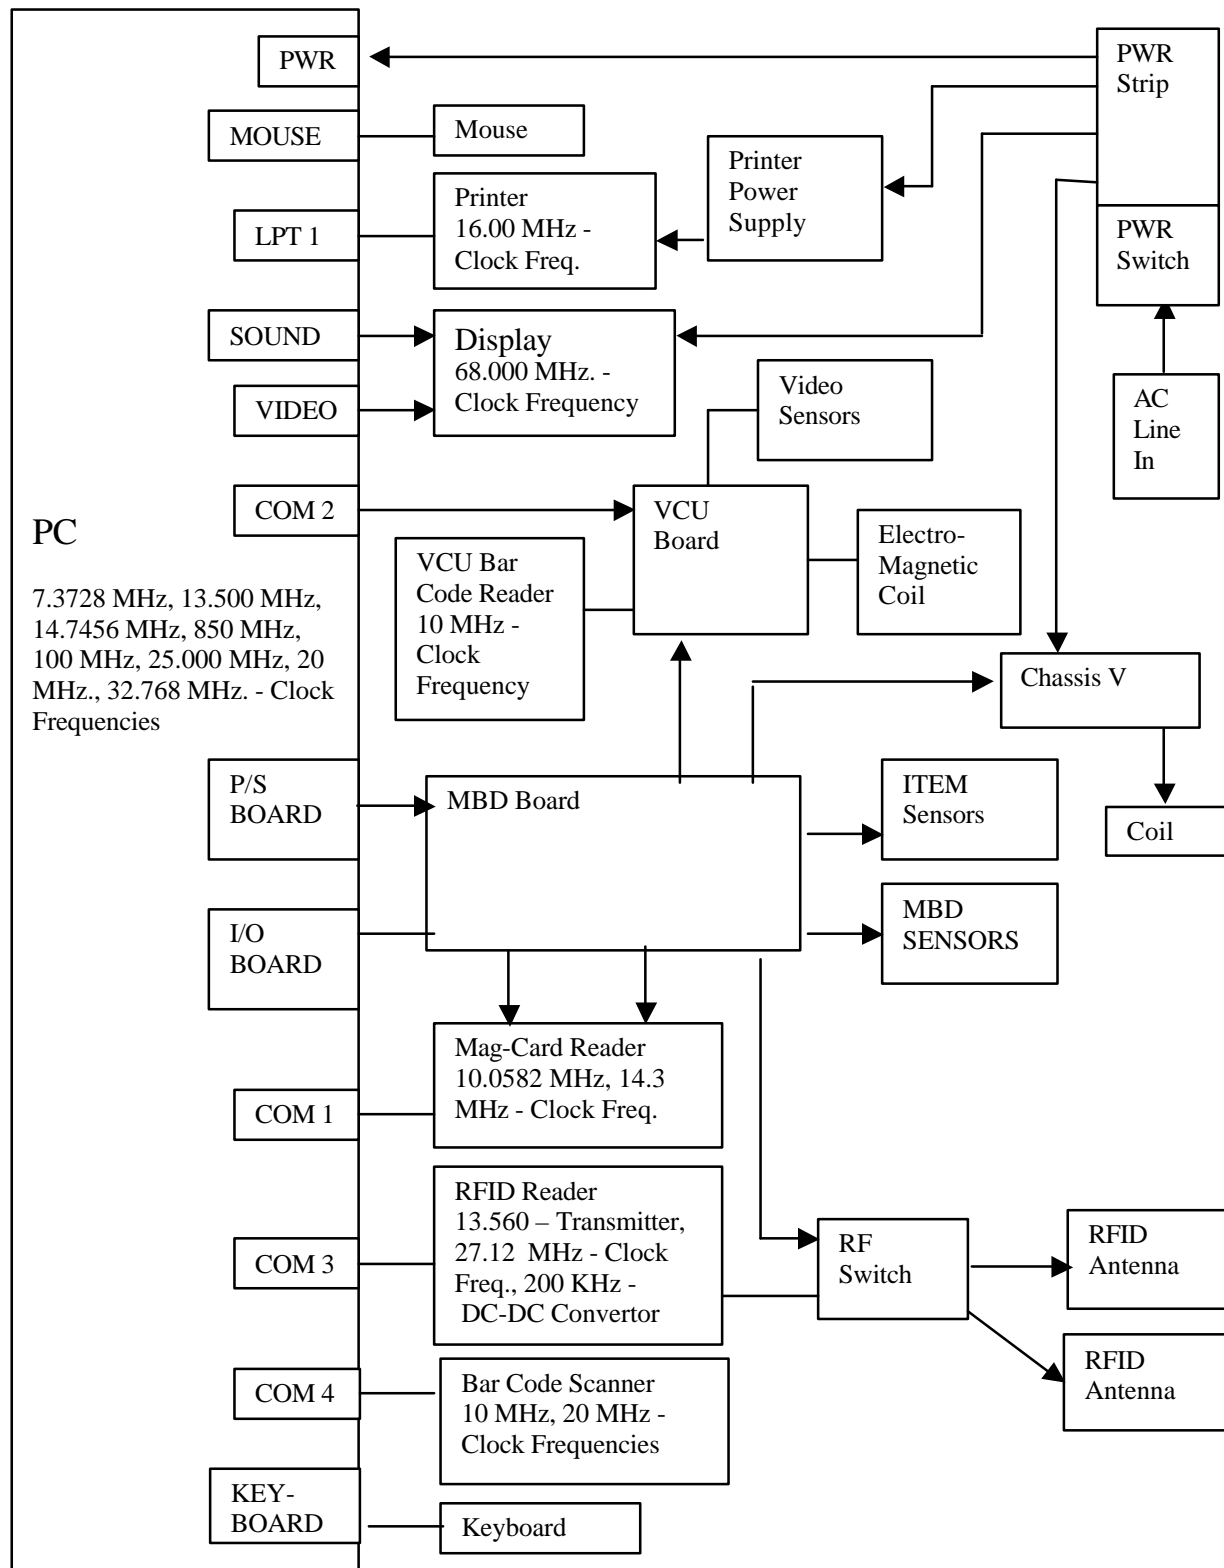 PWR
PWR
Strip
MOUSE
Mouse
Printer
Power
Supply
Printer
16.00 MHz -
Clock Freq.
LPT 1
PWR
Switch
SOUND
Display
68.000 MHz. -
Clock Frequency
VIDEO
Video
Sensors
AC
Line
In
COM 2
VCU
Board
Electro-
Magnetic
Coil
PC
VCU Bar
Code Reader
10 MHz -
Clock
Frequency
7.3728 MHz, 13.500 MHz,
14.7456 MHz, 850 MHz,
100 MHz, 25.000 MHz, 20
MHz., 32.768 MHz. - Clock
Frequencies
Chassis V
P/S
BOARD
MBD Board
ITEM
Sensors
Coil
I/O
BOARD
MBD
SENSORS
Mag-Card Reader
10.0582 MHz, 14.3
MHz - Clock Freq.
COM 1
RFID Reader
13.560 – Transmitter,
27.12  MHz - Clock
Freq., 200 KHz -
DC-DC Convertor
COM 3
RF
Switch
RFID
Antenna
RFID
Antenna
COM 4
Bar Code Scanner
10 MHz, 20 MHz -
Clock Frequencies
KEY-
BOARD
Keyboard